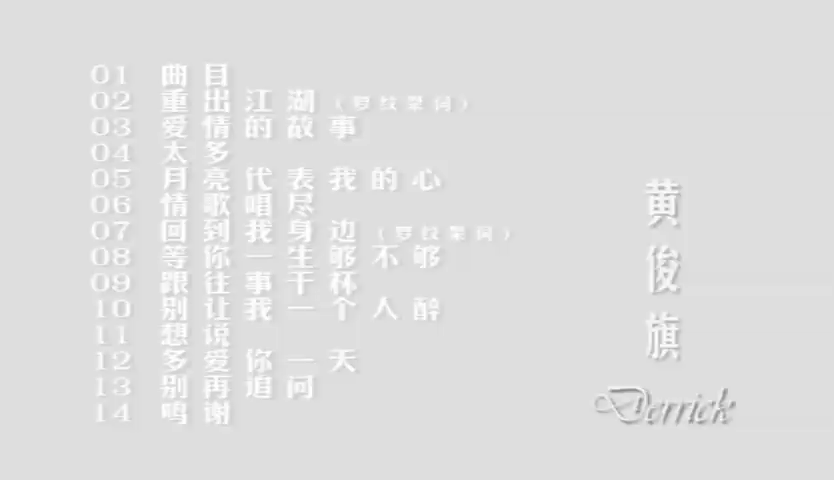 01 曲目
02 重出江湖（罗纹桀词）
03 爱情的故事
04 太多
05 月亮代表我的心
06 情歌唱尽
07 回到我身边（罗纹桀词）
08 等你一生够不够
09 跟往事干杯
10 别让我一个人醉
11 想说
12 多爱你一天
13 别再追问
14 鸣谢
黄俊旗
Derrick